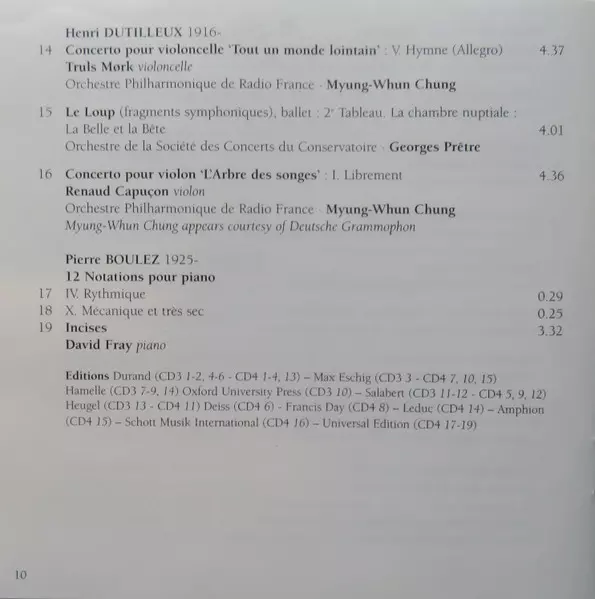 Henri DUTILLEUX 1916-
14 Concerto pour violoncelle ‘Tout un monde lointain’ : V. Hymne (Allegro) 4.37
Truls Mørk violoncelle
Orchestre Philharmonique de Radio France · Myung-Whun Chung
15 Le Loup (fragments symphoniques), ballet : 2e Tableau. La chambre nuptiale :
La Belle et la Bête 4.01
Orchestre de la Société des Concerts du Conservatoire · Georges Prêtre
16 Concerto pour violon ‘L'Arbre des songes’ : I. Librement 4.36
Renaud Capuçon violon
Orchestre Philharmonique de Radio France · Myung-Whun Chung
Myung-Whun Chung appears courtesy of Deutsche Grammophon
Pierre BOULEZ 1925-
12 Notations pour piano
17 IV. Rythmique 0.29
18 X. Mécanique et très sec 0.25
19 Incises 3.32
David Fray piano
Editions Durand (CD3 1-2, 4-6 - CD4 1-4, 13) – Max Eschig (CD3 3 - CD4 7, 10, 15)
Hamelle (CD3 7-9, 14) Oxford University Press (CD3 10) – Salabert (CD3 11-12 - CD4 5, 9, 12)
Heugel (CD3 13 - CD4 11) Deiss (CD4 6) - Francis Day (CD4 8) – Leduc (CD4 14) – Amphion
(CD4 15) – Schott Musik International (CD4 16) – Universal Edition (CD4 17-19)
10